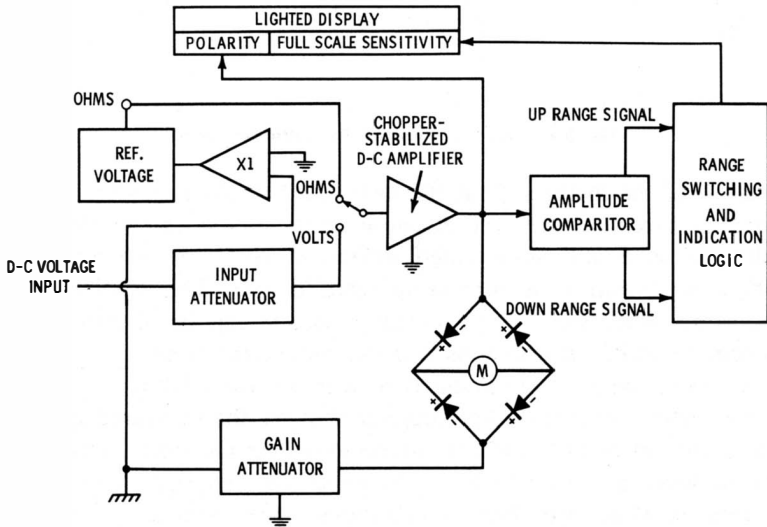 LIGHTED DISPLAY
POLARITY
FULL SCALE SENSITIVITY
OHMS
REF.
VOLTAGE
X1
CHOPPER-
STABILIZED
D-C AMPLIFIER
OHMS
VOLTS
UP RANGE SIGNAL
AMPLITUDE
COMPARITOR
RANGE
SWITCHING
AND
INDICATION
LOGIC
D-C VOLTAGE
INPUT
INPUT
ATTENUATOR
DOWN RANGE SIGNAL
+
-
+
-
M
+
-
+
-
GAIN
ATTENUATOR